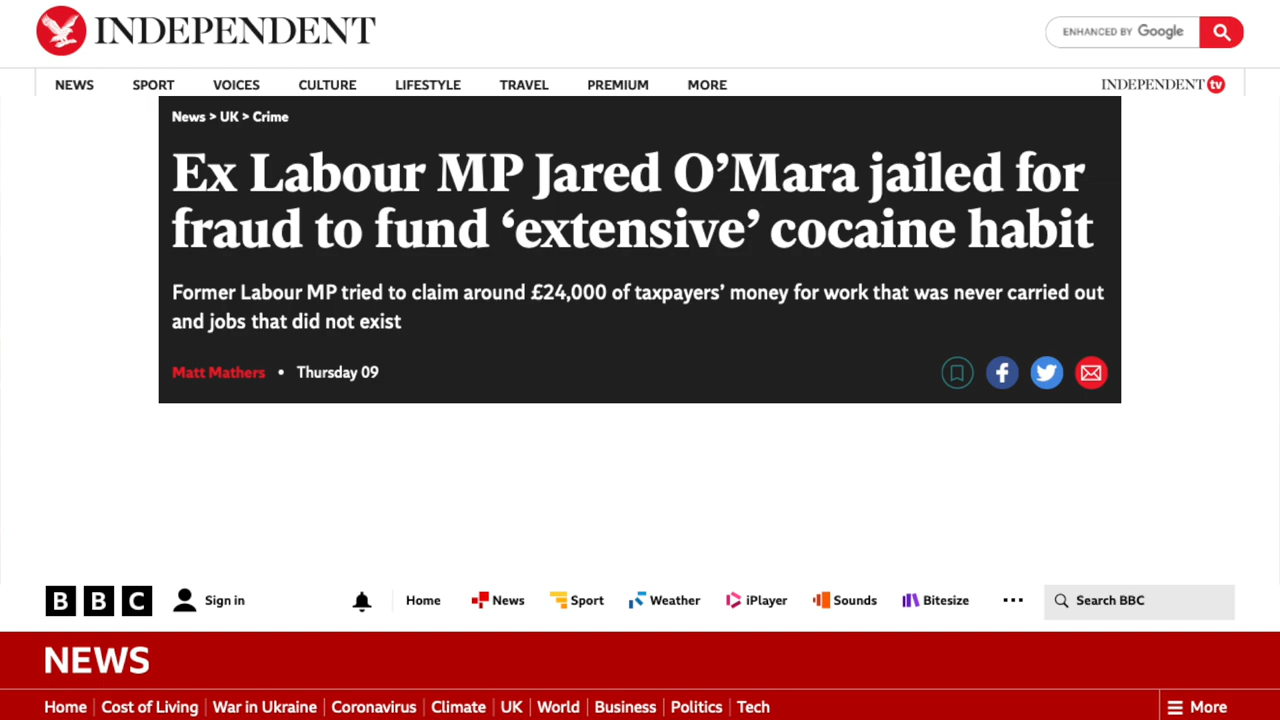 INDEPENDENT
ENHANCED BY Google
NEWS SPORT VOICES CULTURE LIFESTYLE TRAVEL PREMIUM MORE INDEPENDENT tv
News > UK > Crime
Ex Labour MP Jared O’Mara jailed for
fraud to fund ‘extensive’ cocaine habit
Former Labour MP tried to claim around £24,000 of taxpayers’ money for work that was never carried out
and jobs that did not exist
Matt Mathers • Thursday 09
BBC Sign in Home News Sport Weather iPlayer Sounds Bitesize ... Search BBC
NEWS
Home Cost of Living War in Ukraine Coronavirus Climate UK World Business Politics Tech More